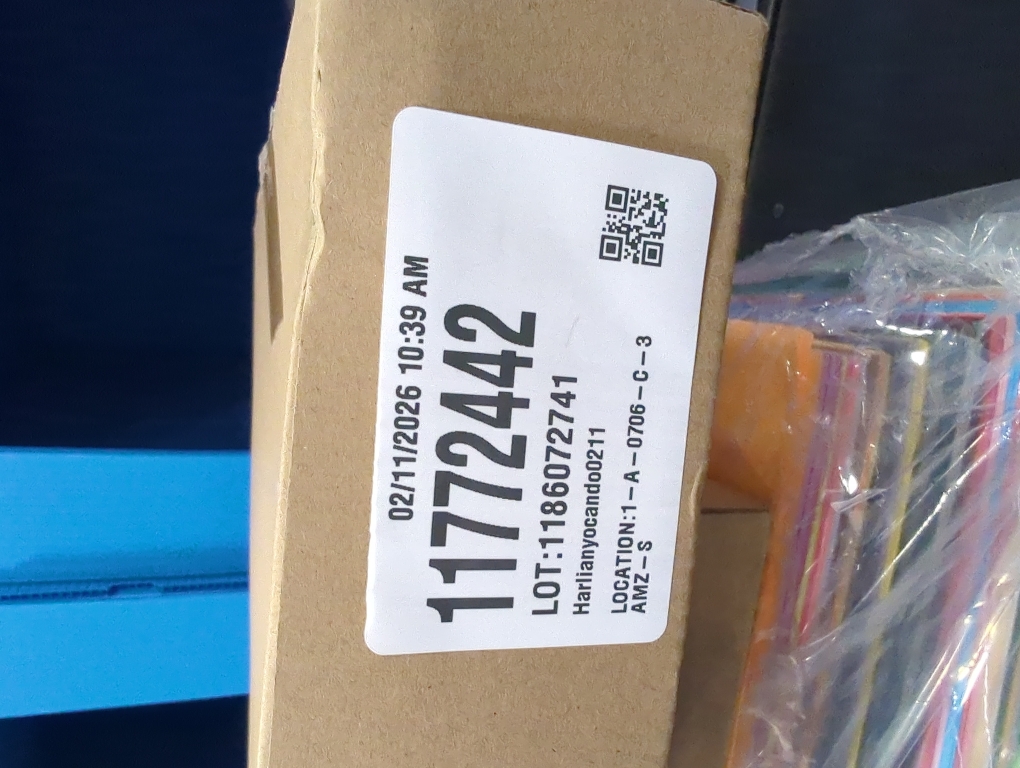 02/11/2026 10:39 AM
11772442
LOT:1186072741
Harlianyocando0211
LOCATION:1-A-0706-C-3
AMZ-S